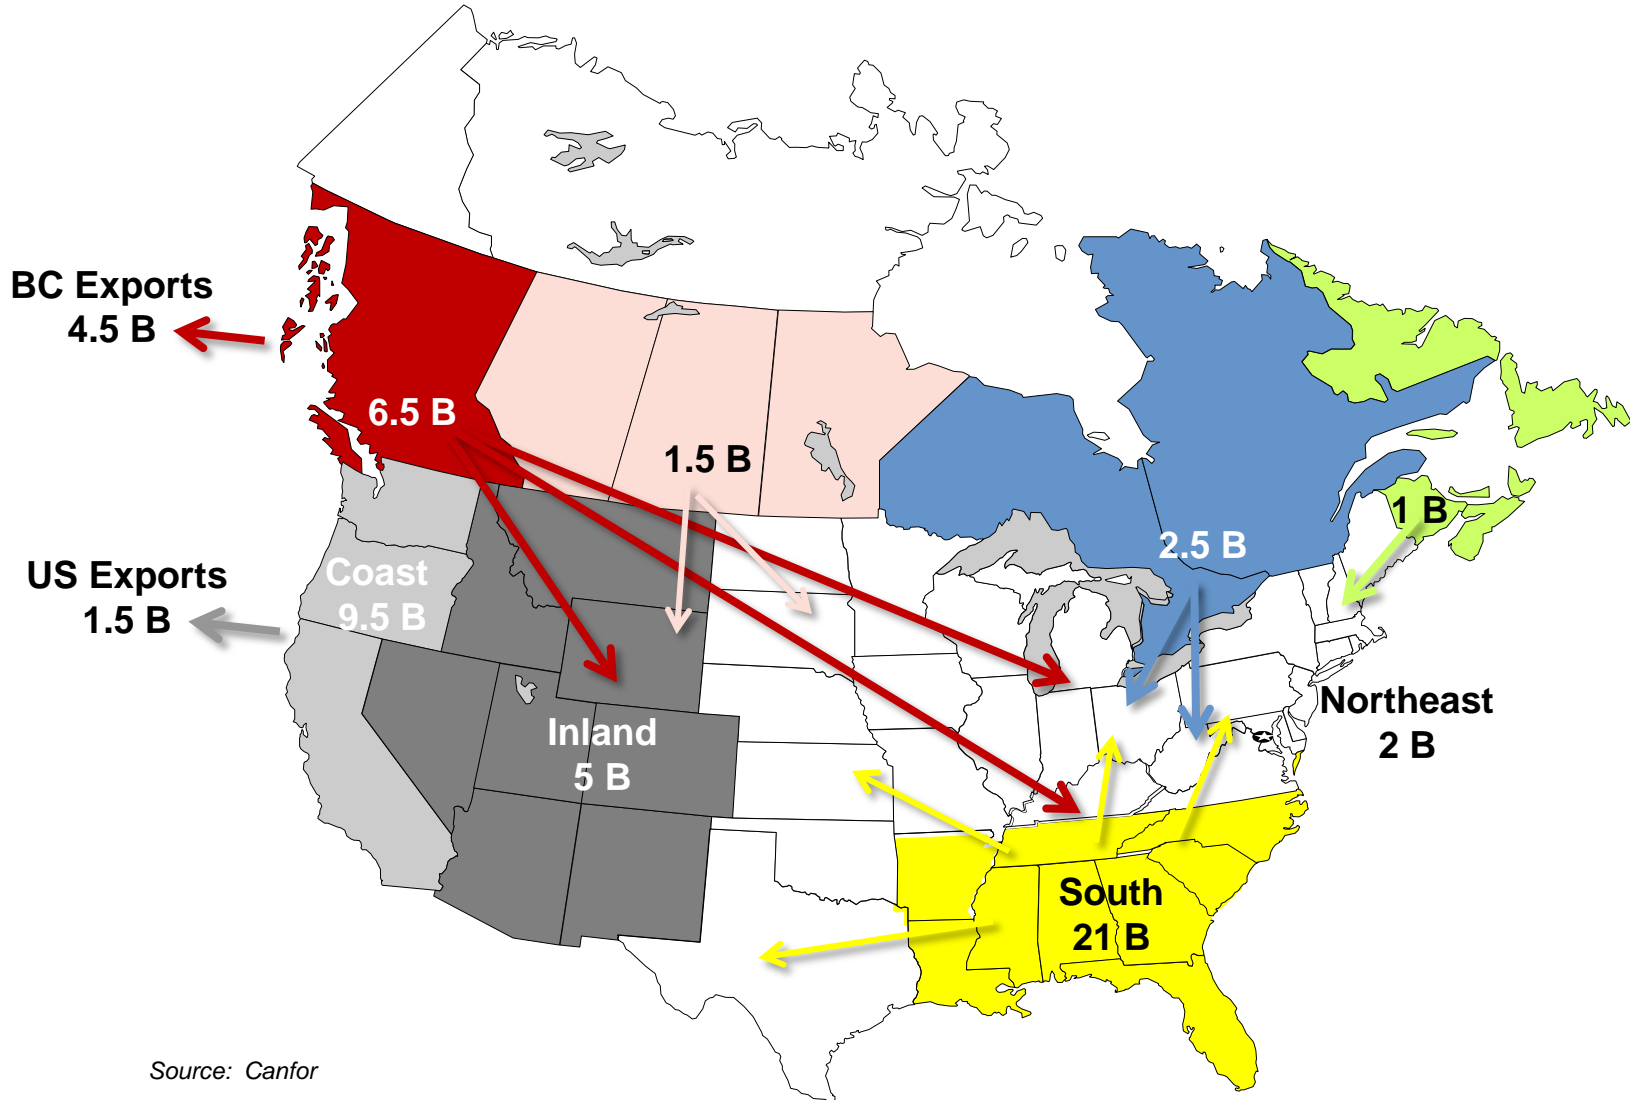 BC Exports
4.5 B
6.5 B
1.5 B
1 B
2.5 B
US Exports
1.5 B
Coast
9.5 B
Northeast
2 B
Inland
5 B
South
21 B
Source: Canfor